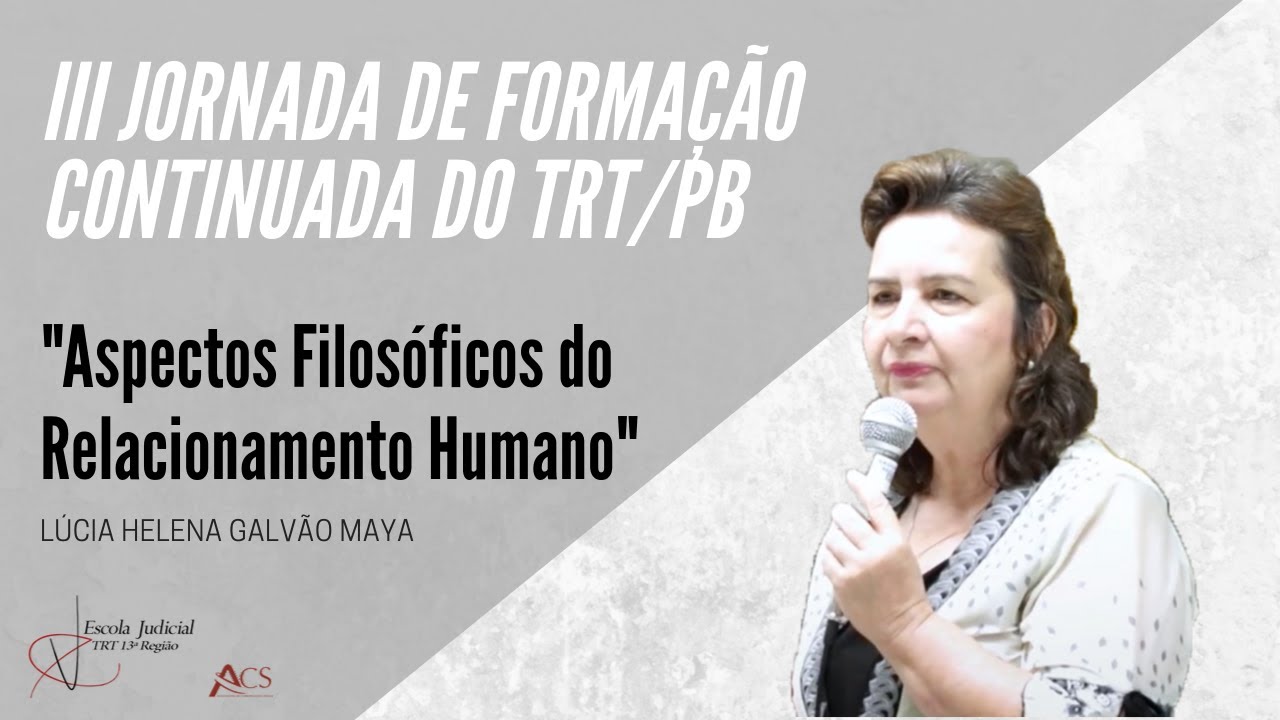 III JORNADA DE FORMAÇÃO
CONTINUADA DO TRT/PB
"Aspectos Filosóficos do
Relacionamento Humano"
LÚCIA HELENA GALVÃO MAYA
Escola Judicial
TRT 13ª Região
ACS